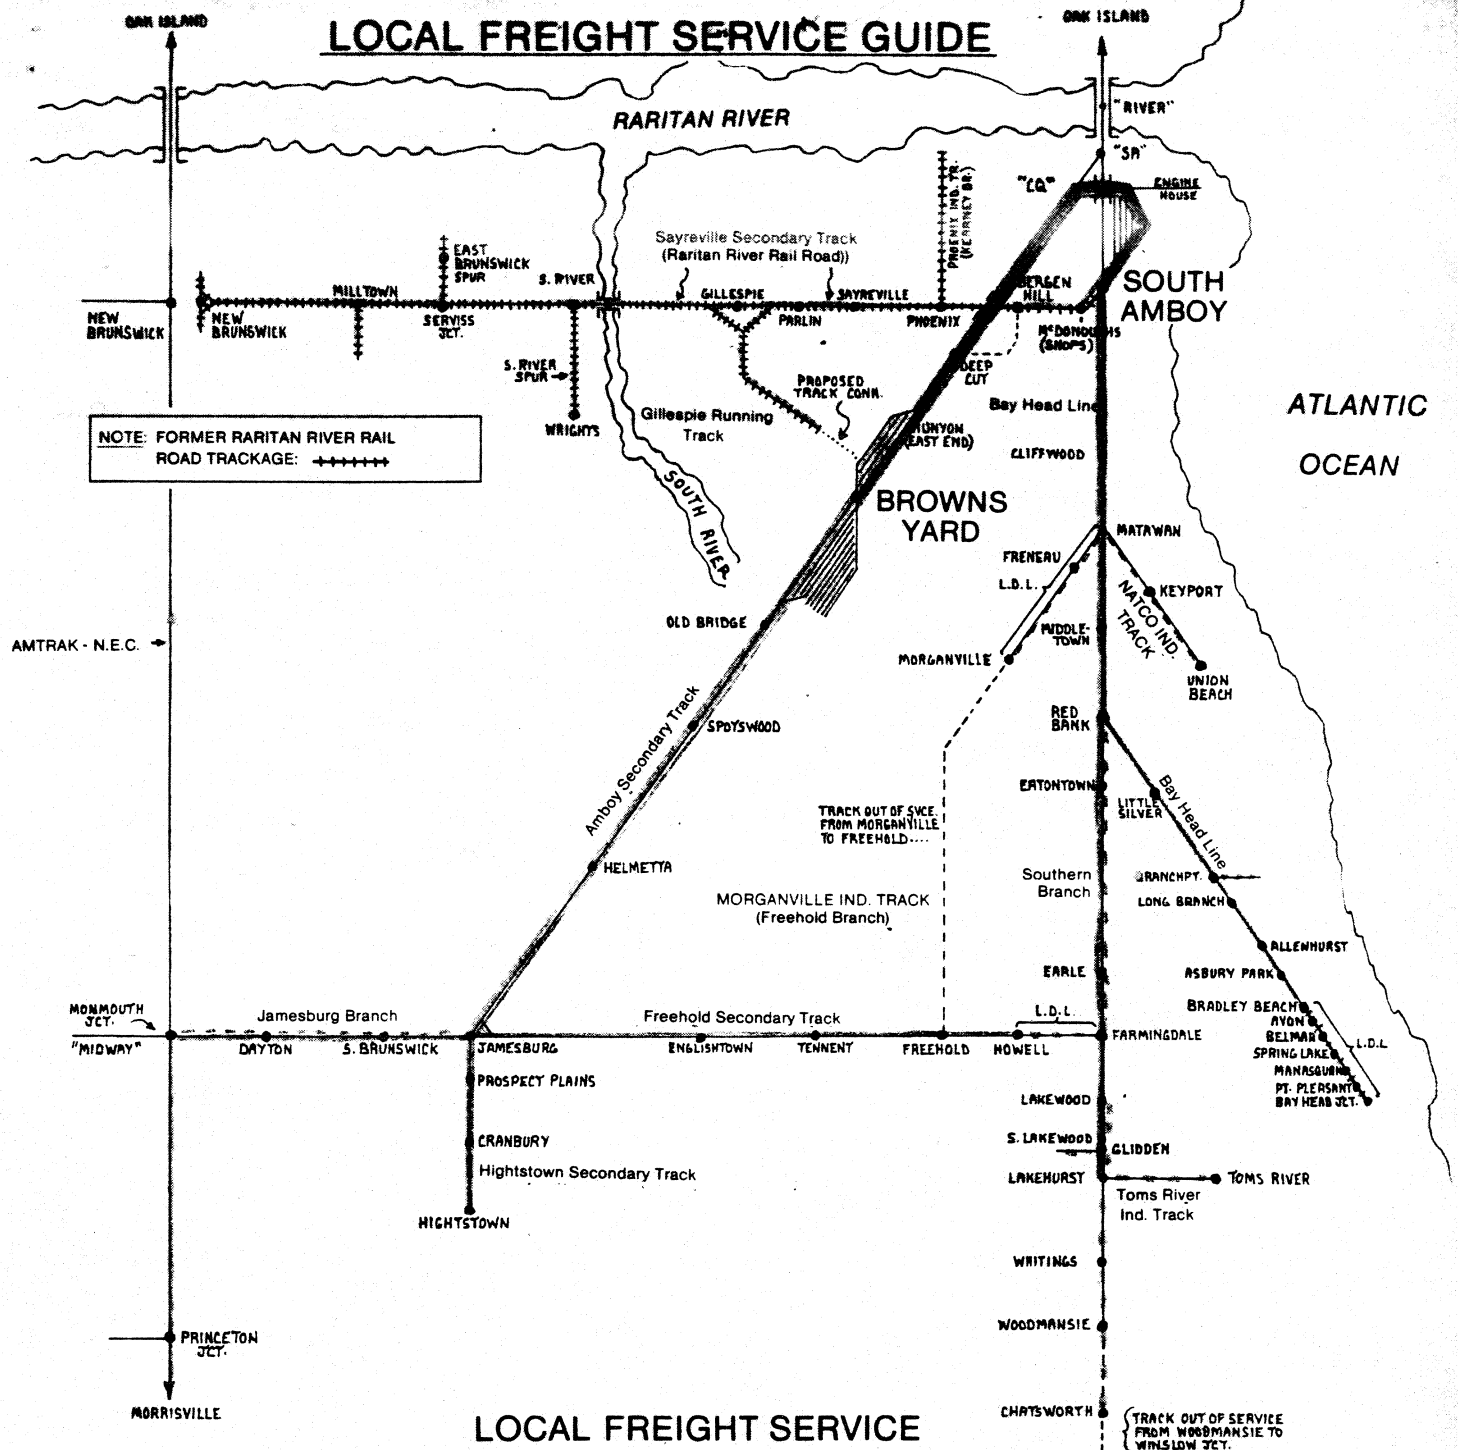 OAK ISLAND
LOCAL FREIGHT SERVICE GUIDE
OAK ISLAND
RARITAN RIVER
"RIVER"
"SA"
"CQ"
ENGINE
HOUSE
PHOENIX IND. TR.
(KEARNEY BR.)
Sayreville Secondary Track
(Raritan River Rail Road))
EAST
BRUNSWICK
SPUR
S. RIVER
MILLTOWN
GILLESPIE
SAYREVILLE
BERGEN
HILL
SOUTH
AMBOY
NEW
BRUNSWICK
NEW
BRUNSWICK
SERVISS
JCT.
PARLIN
PHOENIX
McDONOUGHS
(SHOPS)
S. RIVER
SPUR
DEEP
CUT
PROPOSED
TRACK CONN.
Gillespie Running
Track
WRIGHTS
Bay Head Line
RUNYON
(EAST END)
CLIFFWOOD
ATLANTIC
OCEAN
NOTE: FORMER RARITAN RIVER RAIL
ROAD TRACKAGE:
SOUTH RIVER
BROWNS
YARD
MATAWAN
FRENEAU
L.D.L.
KEYPORT
NATCO IND.
TRACK
OLD BRIDGE
MIDDLE-
TOWN
AMTRAK - N.E.C.
MORGANVILLE
UNION
BEACH
RED
BANK
SPOTSWOOD
Amboy Secondary Track
EATONTOWN
LITTLE
SILVER
Bay Head Line
TRACK OUT OF SVCE.
FROM MORGANVILLE
TO FREEHOLD....
HELMETTA
Southern
Branch
BRANCHPT.
MORGANVILLE IND. TRACK
(Freehold Branch)
LONG BRANCH
ALLENHURST
EARLE
ASBURY PARK
MONMOUTH
JCT.
Jamesburg Branch
Freehold Secondary Track
L.D.L.
BRADLEY BEACH
AVON
BELMAR
L.D.L
SPRING LAKE
MANASQUAN
PT. PLEASANT
BAY HEAD JCT.
"MIDWAY"
DAYTON
S. BRUNSWICK
JAMESBURG
ENGLISHTOWN
TENNENT
FREEHOLD
HOWELL
FARMINGDALE
PROSPECT PLAINS
LAKEWOOD
CRANBURY
S. LAKEWOOD
GLIDDEN
Hightstown Secondary Track
LAKEHURST
TOMS RIVER
Toms River
Ind. Track
HIGHTSTOWN
WHITINGS
WOODMANSIE
PRINCETON
JCT.
MORRISVILLE
LOCAL FREIGHT SERVICE
CHATSWORTH
TRACK OUT OF SERVICE
FROM WOODMANSIE TO
WINSLOW JCT.